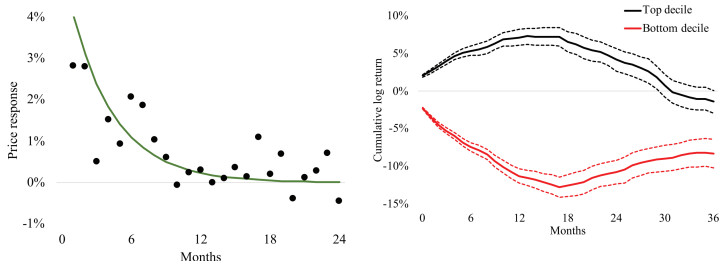 4%
3%
2%
1%
0%
-1%
Price response
0 6 12 18 24
Months
Top decile
Bottom decile
10%
5%
0%
-5%
-10%
-15%
Cumulative log return
0 6 12 18 24 30 36
Months